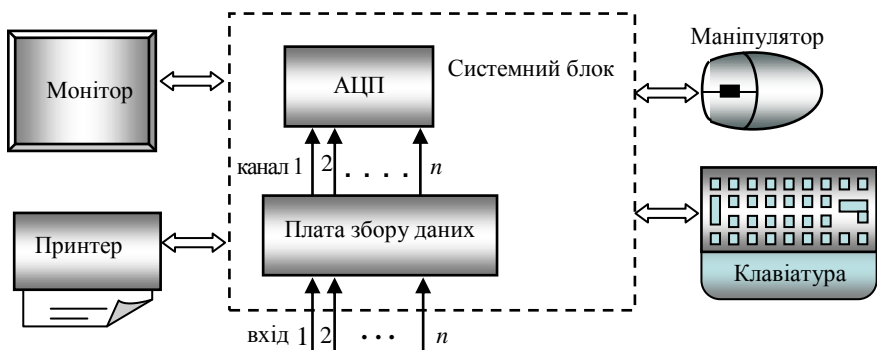 Маніпулятор
Системний блок
АЦП
Монітор
канал 1 2 . . . . n
Плата збору даних
Принтер
Клавіатура
вхід 1 2 . . . n